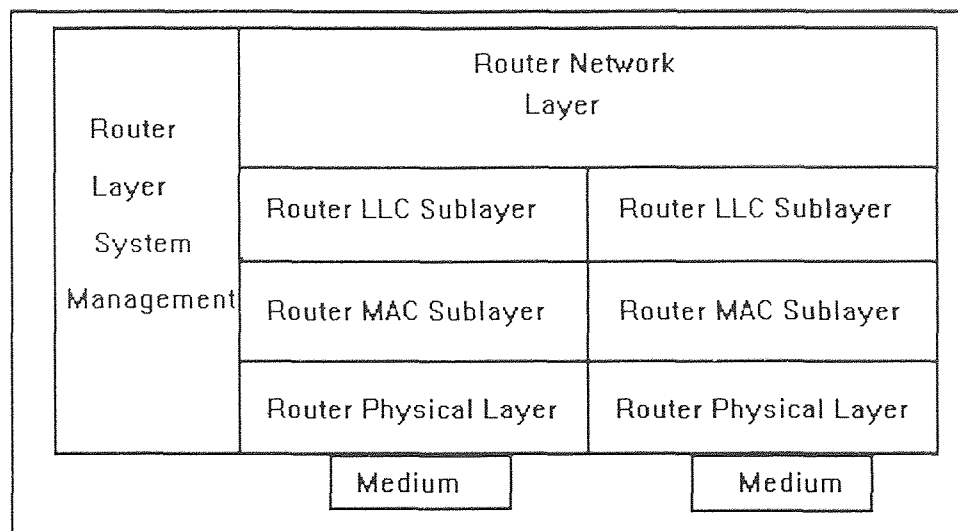 Router Network
Layer
Router
Layer
System
Management
Router LLC Sublayer
Router LLC Sublayer
Router MAC Sublayer
Router MAC Sublayer
Router Physical Layer
Router Physical Layer
Medium
Medium